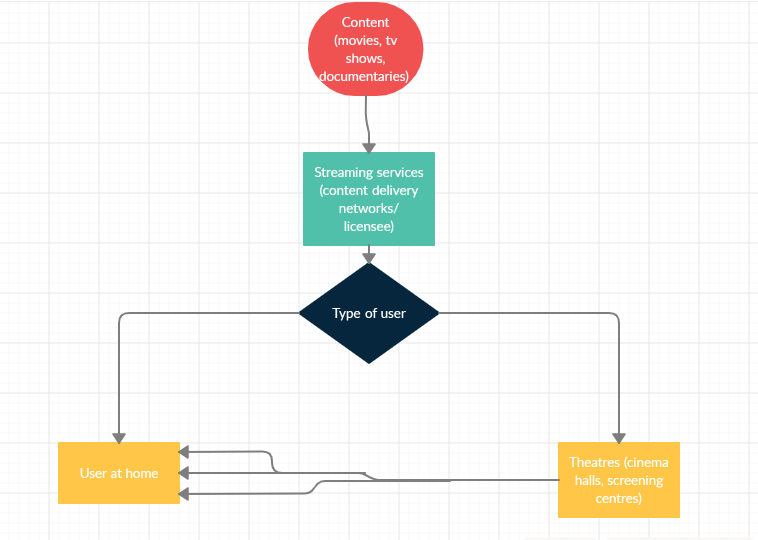 Content
(movies, tv
shows,
documentaries)
Streaming services
(content delivery
networks/
licensee)
Type of user
User at home
Theatres (cinema
halls, screening
centres)